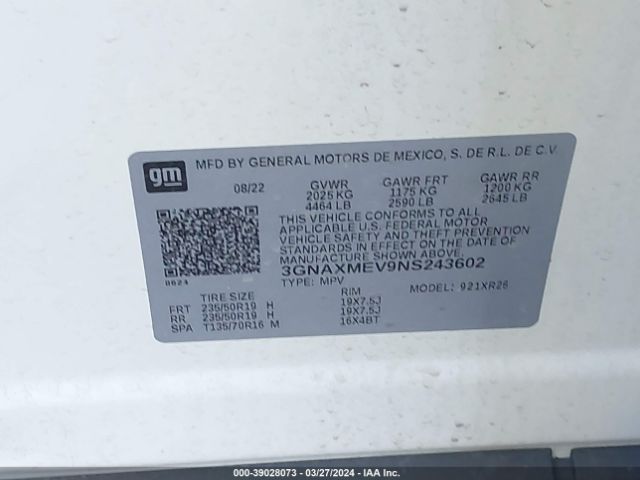 gm
MFD BY GENERAL MOTORS DE MEXICO, S. DE R.L. DE C.V.
08/22 GVWR GAWR FRT GAWR RR
2025 KG 1175 KG 1200 KG
4464 LB 2590 LB 2645 LB
THIS VEHICLE CONFORMS TO ALL
APPLICABLE U.S. FEDERAL MOTOR
VEHICLE SAFETY AND THEFT PREVENTION
STANDARDS IN EFFECT ON THE DATE OF
MANUFACTURE SHOWN ABOVE.
3GNAXMEV9NS243602
0624 TYPE: MPV MODEL: 921XR26
TIRE SIZE RIM
FRT 235/50R19 H 19X7.5J
RR 235/50R19 H 19X7.5J
SPA T135/70R16 M 16X4BT
***IAAI-39028073 - 03/27/2024 - IAA Inc.